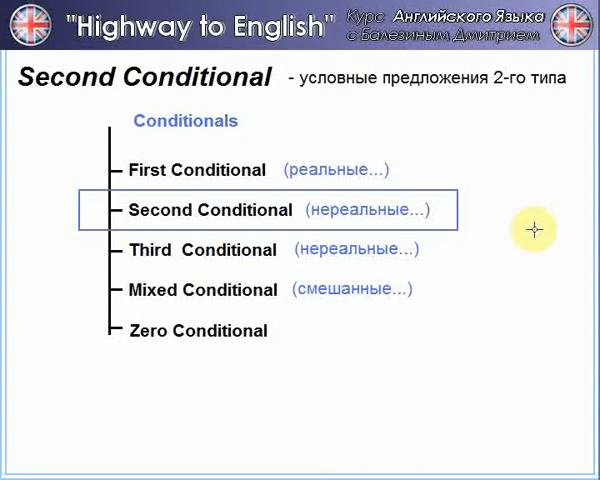 "Highway to English"
Курс Английского Языка
с Балезиным Дмитрием
Second Conditional - условные предложения 2-го типа
Conditionals
First Conditional (реальные...)
Second Conditional (нереальные...)
Third Conditional (нереальные...)
Mixed Conditional (смешанные...)
Zero Conditional